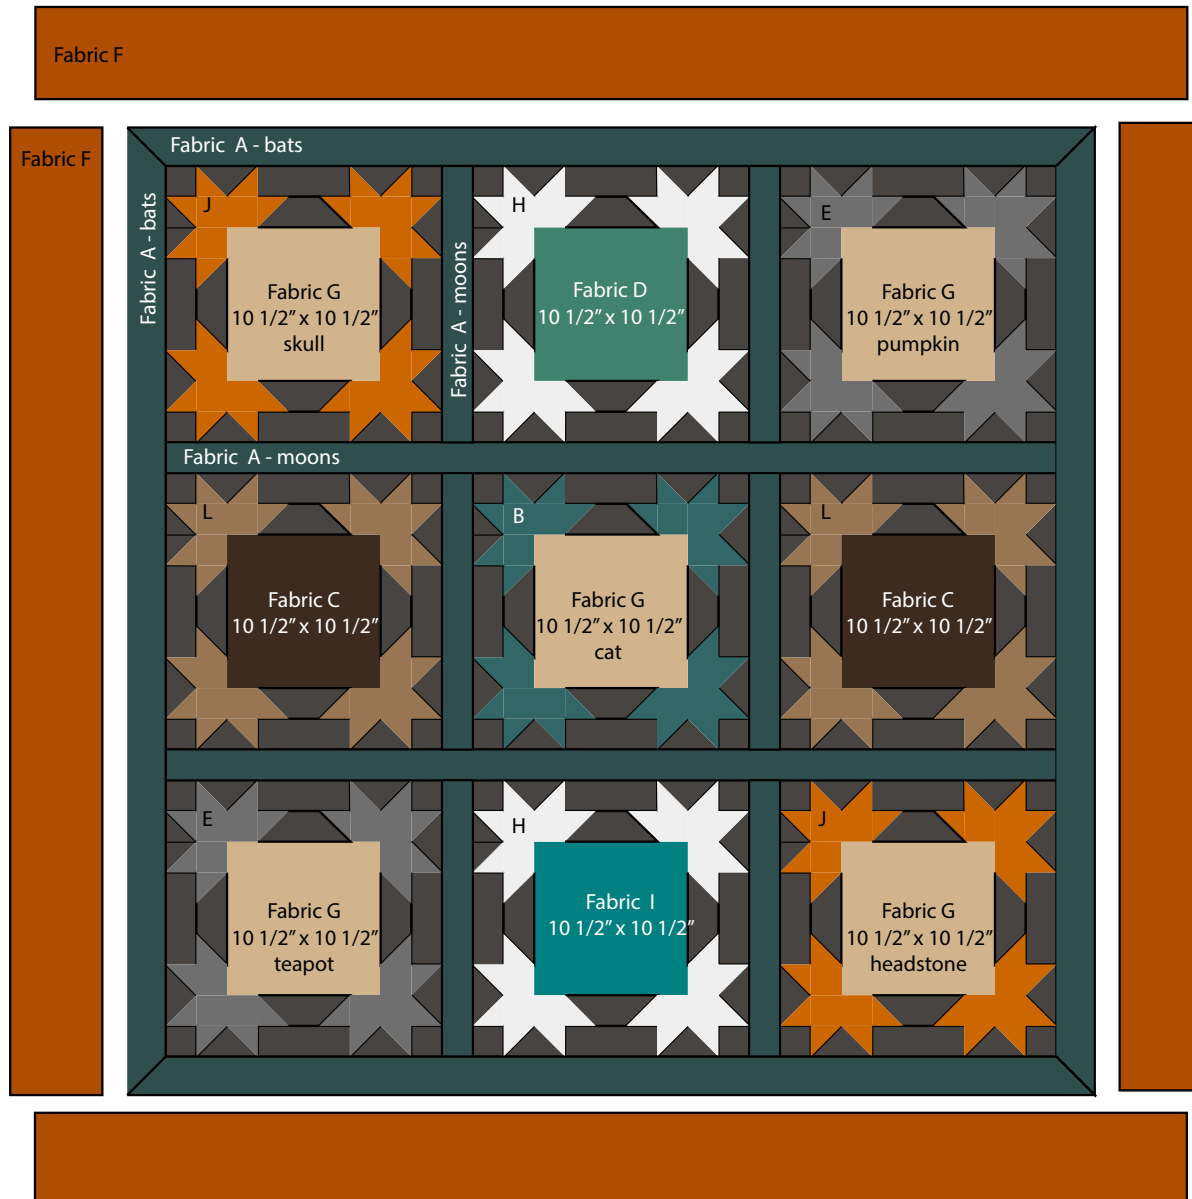 Fabric F
Fabric A - bats
Fabric F
Fabric A - bats
J
H
E
Fabric A - moons
Fabric G
10 1/2” x 10 1/2”
skull
Fabric D
10 1/2” x 10 1/2”
Fabric G
10 1/2” x 10 1/2”
pumpkin
Fabric A - moons
L
B
L
Fabric C
10 1/2” x 10 1/2”
Fabric G
10 1/2” x 10 1/2”
cat
Fabric C
10 1/2” x 10 1/2”
E
H
J
Fabric G
10 1/2” x 10 1/2”
teapot
Fabric I
10 1/2” x 10 1/2”
Fabric G
10 1/2” x 10 1/2”
headstone